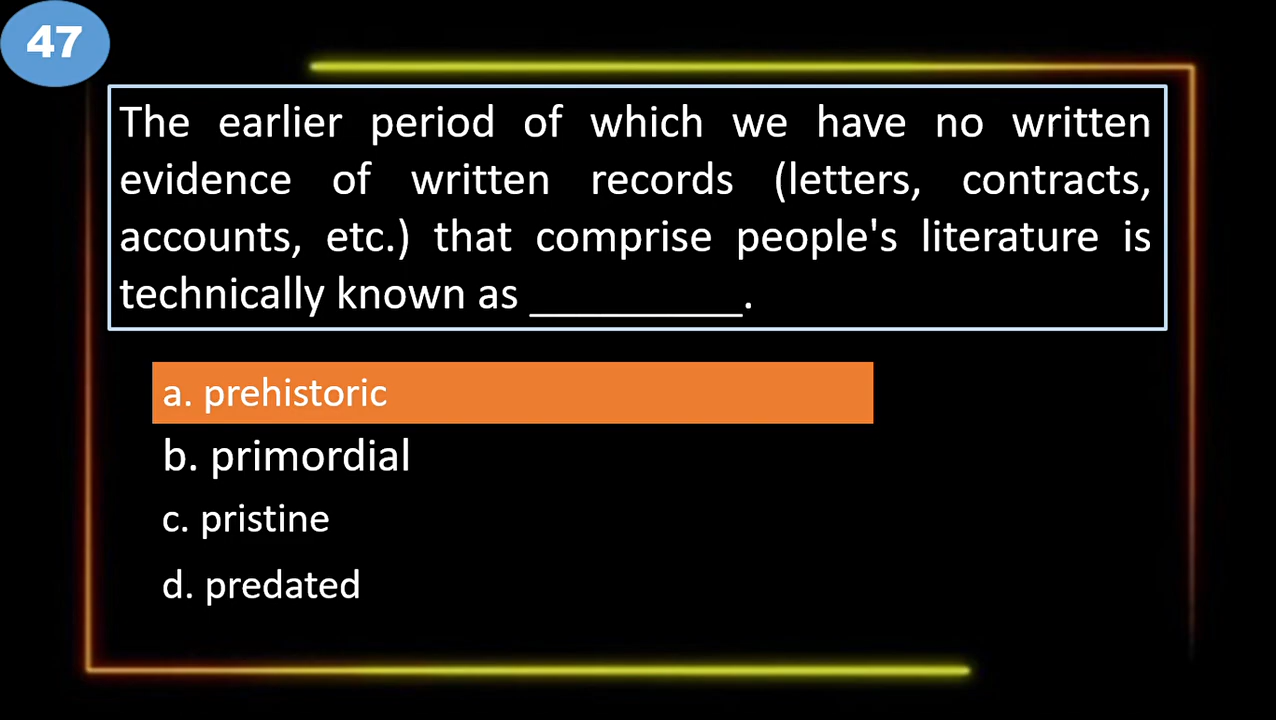 47
The earlier period of which we have no written
evidence of written records (letters, contracts,
accounts, etc.) that comprise people's literature is
technically known as __________.
a. prehistoric
b. primordial
c. pristine
d. predated